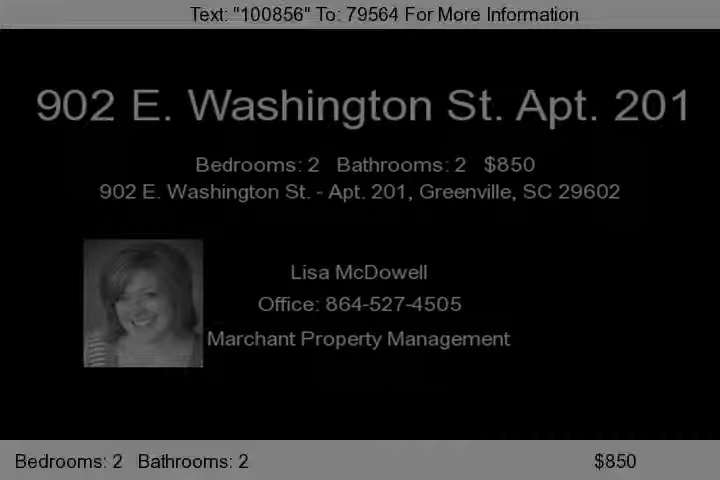 Text: "100856" To: 79564 For More Information
902 E. Washington St. Apt. 201
Bedrooms: 2 Bathrooms: 2 $850
902 E. Washington St. - Apt. 201, Greenville, SC 29602
Lisa McDowell
Office: 864-527-4505
Marchant Property Management
Bedrooms: 2 Bathrooms: 2 $850